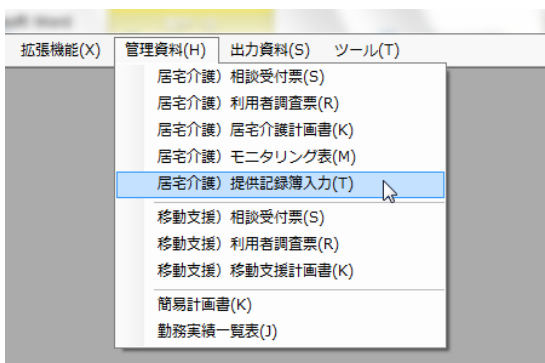 拡張機能(X) 管理資料(H) 出力資料(S) ツール(T)
居宅介護）相談受付票(S)
居宅介護）利用者調査票(R)
居宅介護）居宅介護計画書(K)
居宅介護）モニタリング表(M)
居宅介護）提供記録簿入力(T)
移動支援）相談受付票(S)
移動支援）利用者調査票(R)
移動支援）移動支援計画書(K)
簡易計画書(K)
勤務実績一覧表(J)